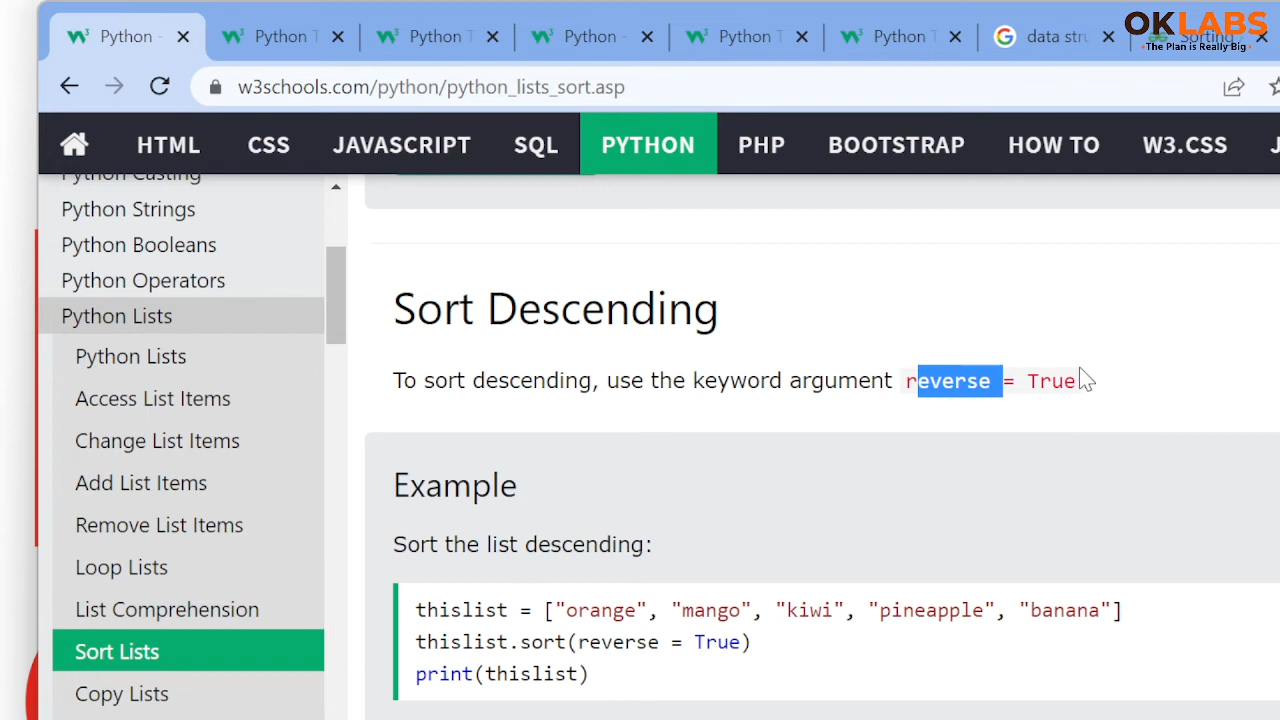 Python -
Python T
Python T
Python -
Python T
Python T
data stru
Sorting
OKLABS
•The Plan is Really Big•
w3schools.com/python/python_lists_sort.asp
HTML
CSS
JAVASCRIPT
SQL
PYTHON
PHP
BOOTSTRAP
HOW TO
W3.CSS
J
Python Casting
Python Strings
Python Booleans
Python Operators
Python Lists
Python Lists
Access List Items
Change List Items
Add List Items
Remove List Items
Loop Lists
List Comprehension
Sort Lists
Copy Lists
Sort Descending
To sort descending, use the keyword argument reverse = True
Example
Sort the list descending:
thislist = ["orange", "mango", "kiwi", "pineapple", "banana"]
thislist.sort(reverse = True)
print(thislist)